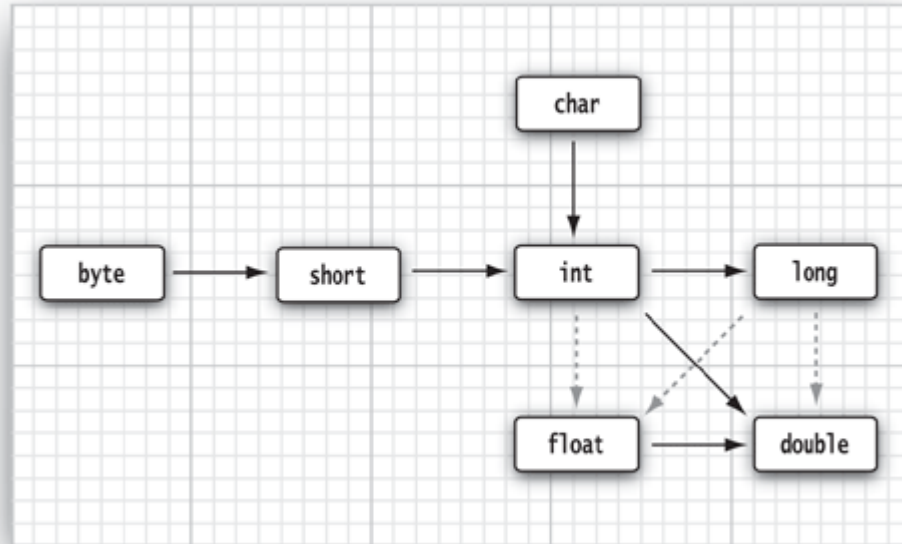 char
byte
short
int
long
float
double